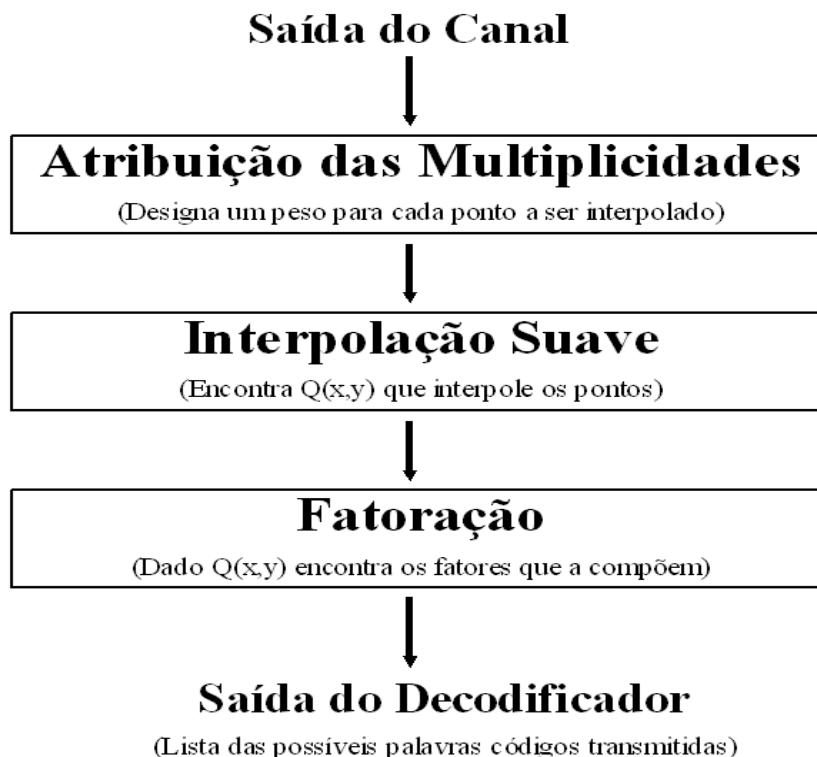 Saída do Canal
Atribuição das Multiplicidades
(Designa um peso para cada ponto a ser interpolado)
Interpolação Suave
(Encontra Q(x,y) que interpole os pontos)
Fatoração
(Dado Q(x,y) encontra os fatores que a compõem)
Saída do Decodificador
(Lista das possíveis palavras códigos transmitidas)